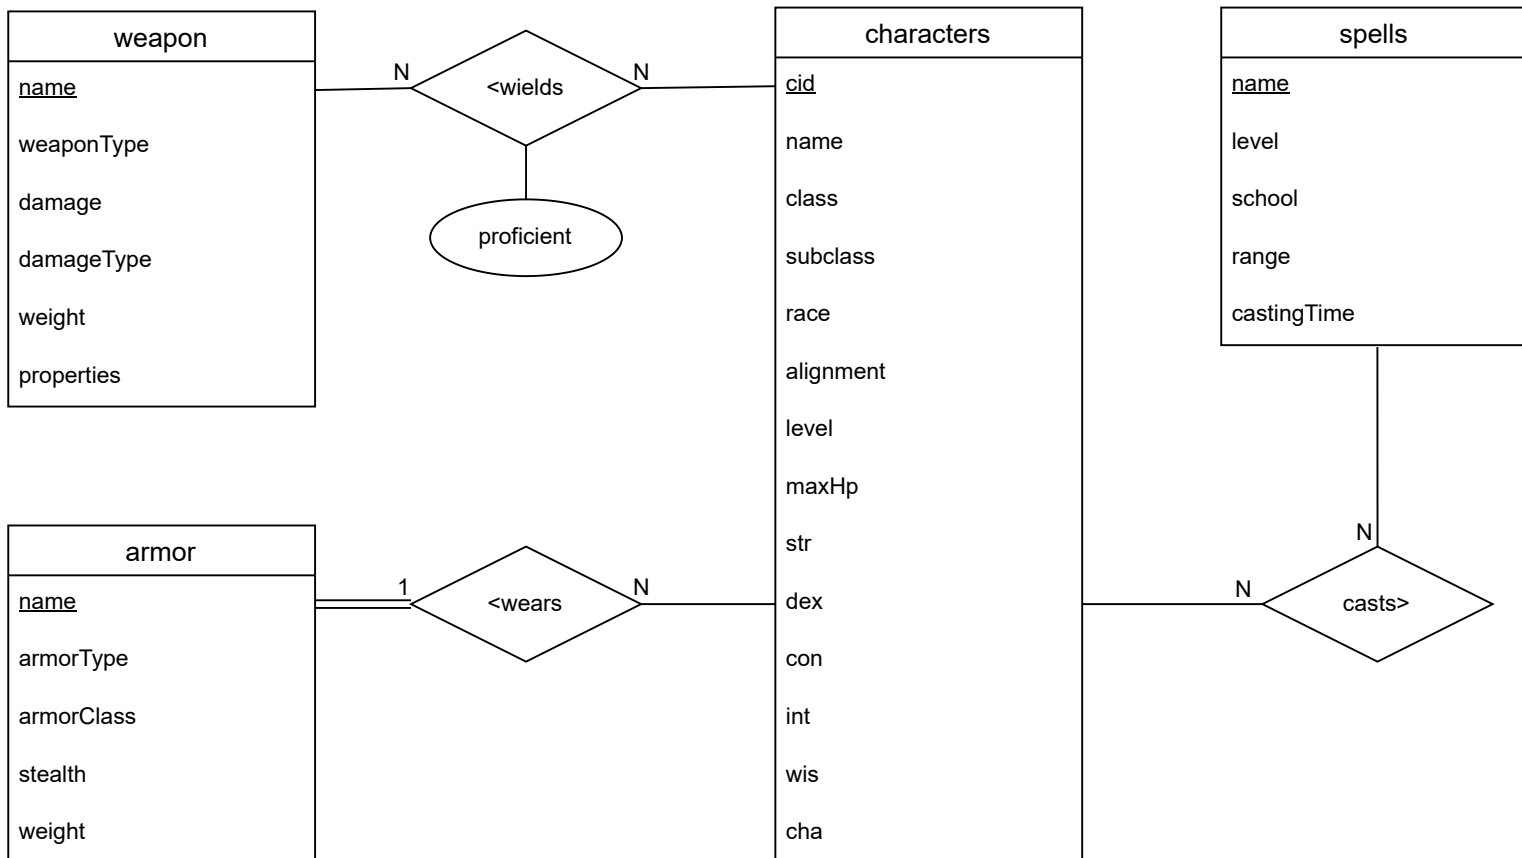 weapon
name
weaponType
damage
damageType
weight
properties
N
<wields
N
proficient
characters
cid
name
class
subclass
race
alignment
level
maxHp
str
dex
con
int
wis
cha
spells
name
level
school
range
castingTime
armor
name
armorType
armorClass
stealth
weight
1
<wears
N
N
N
casts>